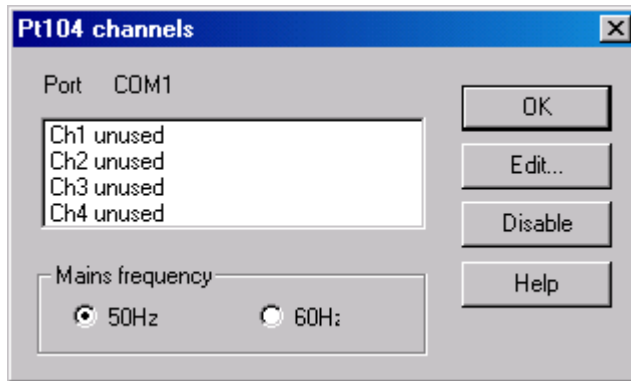 Pt104 channels
Port COM1
Ch1 unused
Ch2 unused
Ch3 unused
Ch4 unused
OK
Edit...
Disable
Help
Mains frequency
50Hz
60Hz